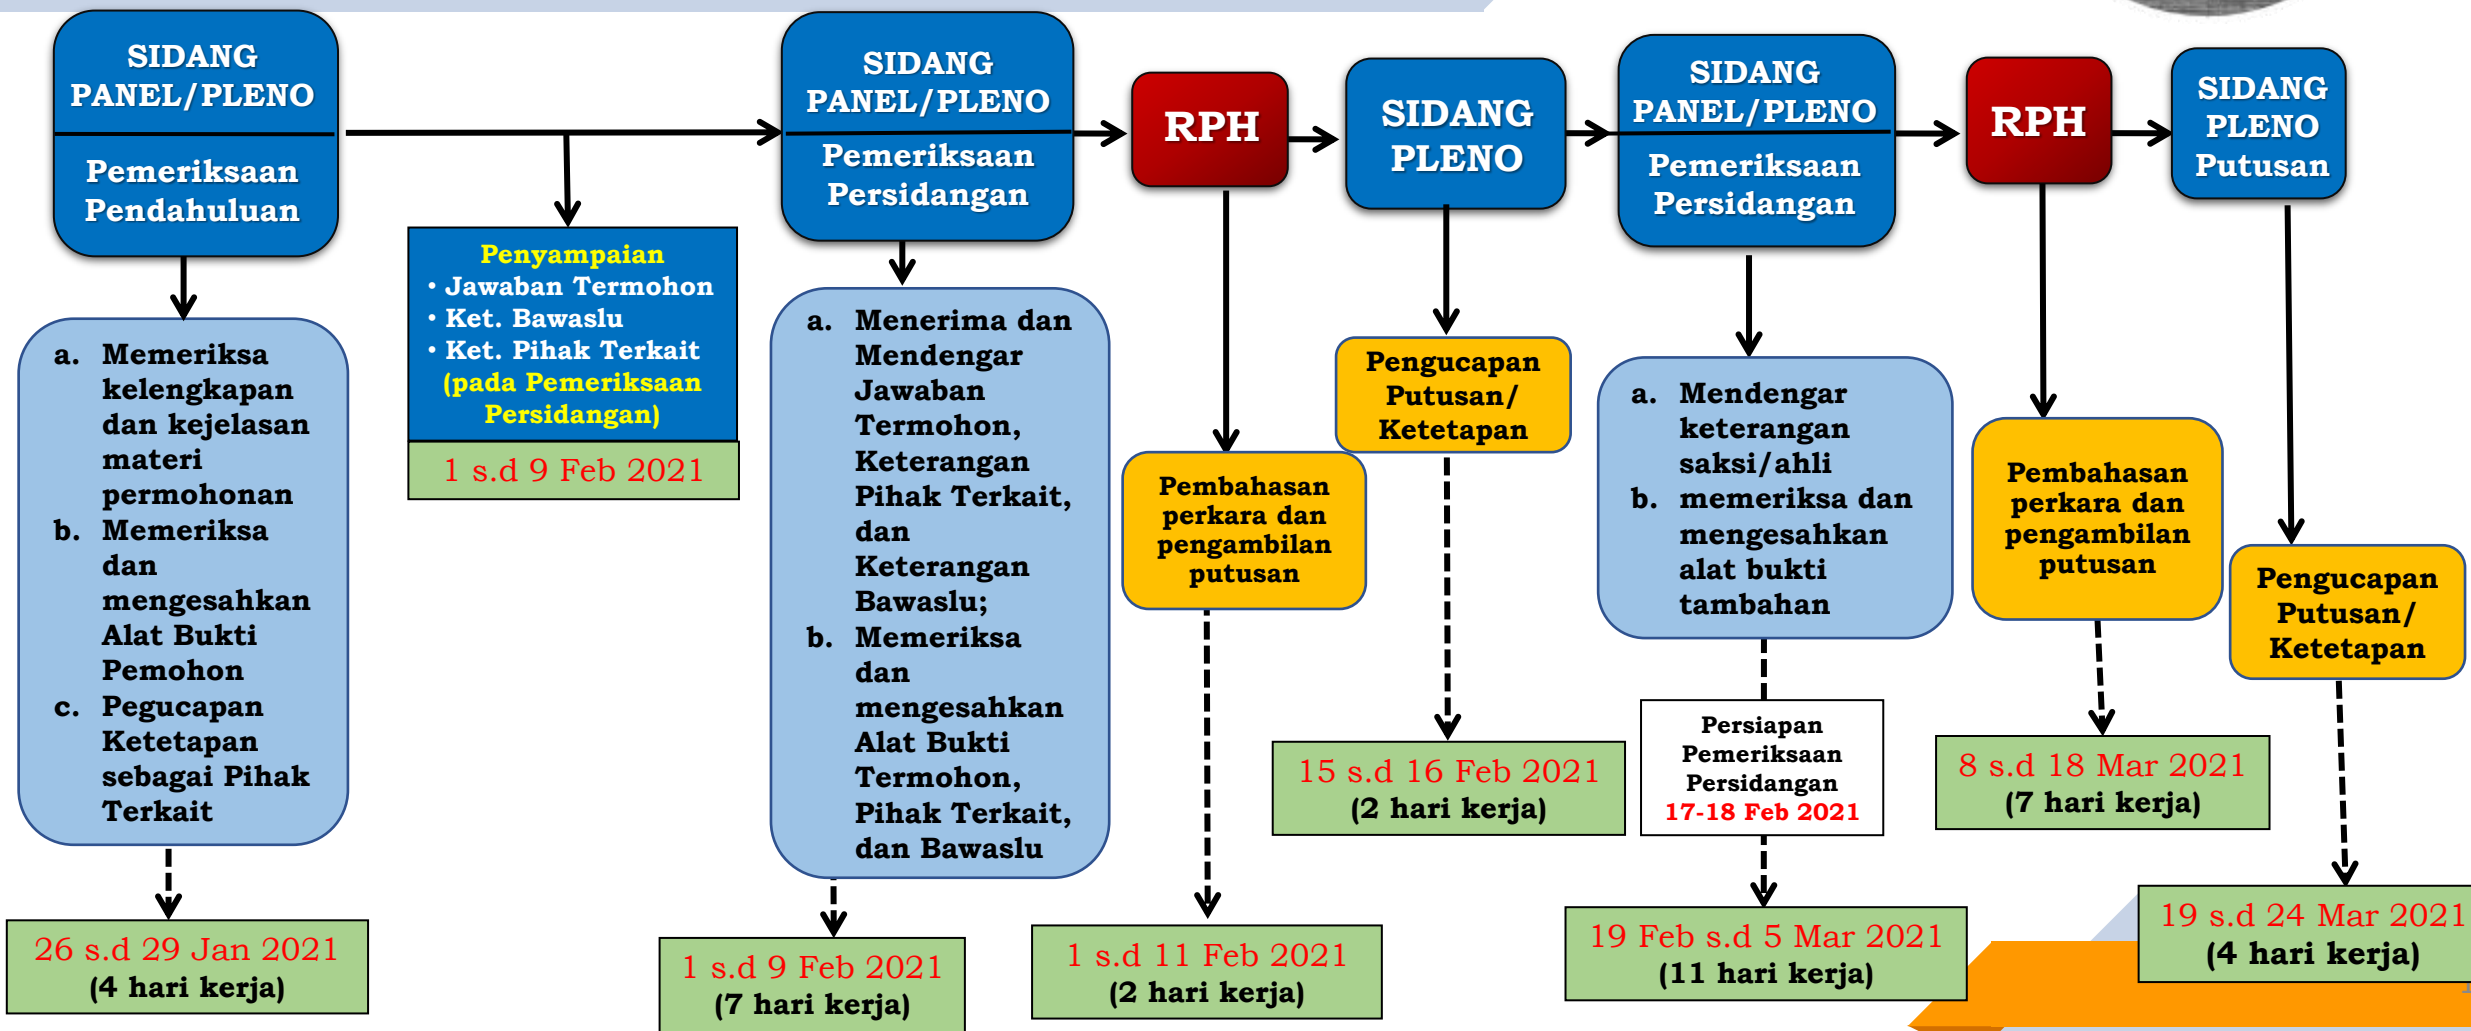 SIDANG
PANEL/PLENO
Pemeriksaan
Pendahuluan
a. Memeriksa
kelengkapan
dan kejelasan
materi
permohonan
b. Memeriksa
dan
mengesahkan
Alat Bukti
Pemohon
c. Pegucapan
Ketetapan
sebagai Pihak
Terkait
26 s.d 29 Jan 2021
(4 hari kerja)
Penyampaian
• Jawaban Termohon
• Ket. Bawaslu
• Ket. Pihak Terkait
(pada Pemeriksaan
Persidangan)
1 s.d 9 Feb 2021
SIDANG
PANEL/PLENO
Pemeriksaan
Persidangan
a. Menerima dan
Mendengar
Jawaban
Termohon,
Keterangan
Pihak Terkait,
dan
Keterangan
Bawaslu;
b. Memeriksa
dan
mengesahkan
Alat Bukti
Termohon,
Pihak Terkait,
dan Bawaslu
1 s.d 9 Feb 2021
(7 hari kerja)
RPH
Pembahasan
perkara dan
pengambilan
putusan
1 s.d 11 Feb 2021
(2 hari kerja)
SIDANG
PLENO
Pengucapan
Putusan/
Ketetapan
15 s.d 16 Feb 2021
(2 hari kerja)
SIDANG
PANEL/PLENO
Pemeriksaan
Persidangan
a. Mendengar
keterangan
saksi/ahli
b. memeriksa dan
mengesahkan
alat bukti
tambahan
Persiapan
Pemeriksaan
Persidangan
17-18 Feb 2021
19 Feb s.d 5 Mar 2021
(11 hari kerja)
RPH
Pembahasan
perkara dan
pengambilan
putusan
8 s.d 18 Mar 2021
(7 hari kerja)
SIDANG
PLENO
Putusan
Pengucapan
Putusan/
Ketetapan
19 s.d 24 Mar 2021
(4 hari kerja)